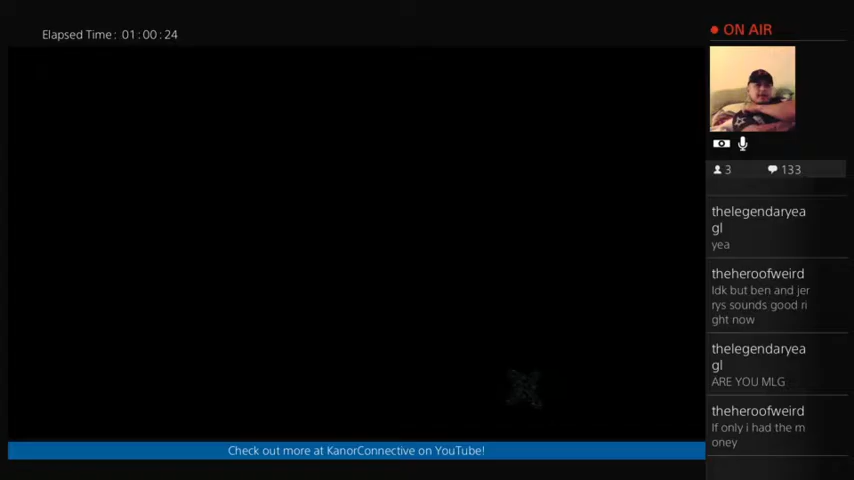 Elapsed Time: 01:00:24
ON AIR
3
133
thelegendaryea
gl
yea
theheroofweird
Idk but ben and jer
rys sounds good ri
ght now
thelegendaryea
gl
ARE YOU MLG
theheroofweird
If only i had the m
oney
Check out more at KanorConnective on YouTube!